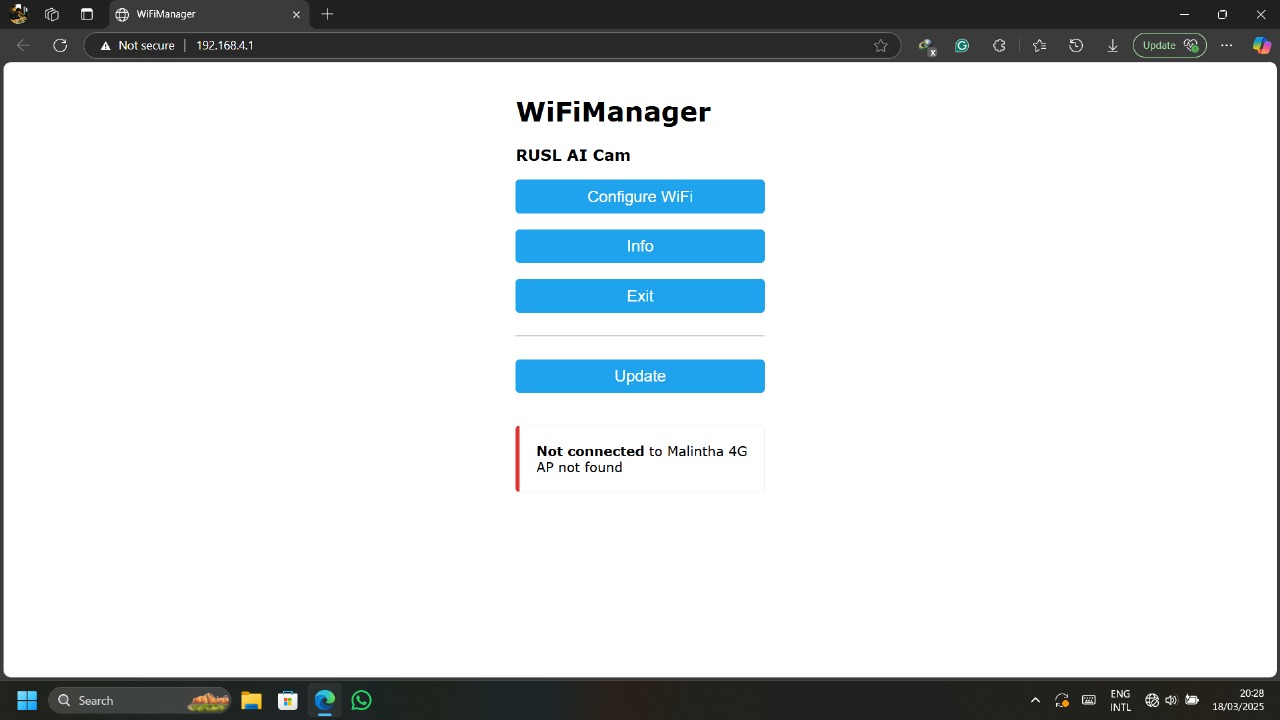 WiFiManager
Not secure
192.168.4.1
Update
WiFiManager
RUSL AI Cam
Configure WiFi
Info
Exit
Update
Not connected to Malintha 4G
AP not found
Search
ENG
INTL
20:28
18/03/2025